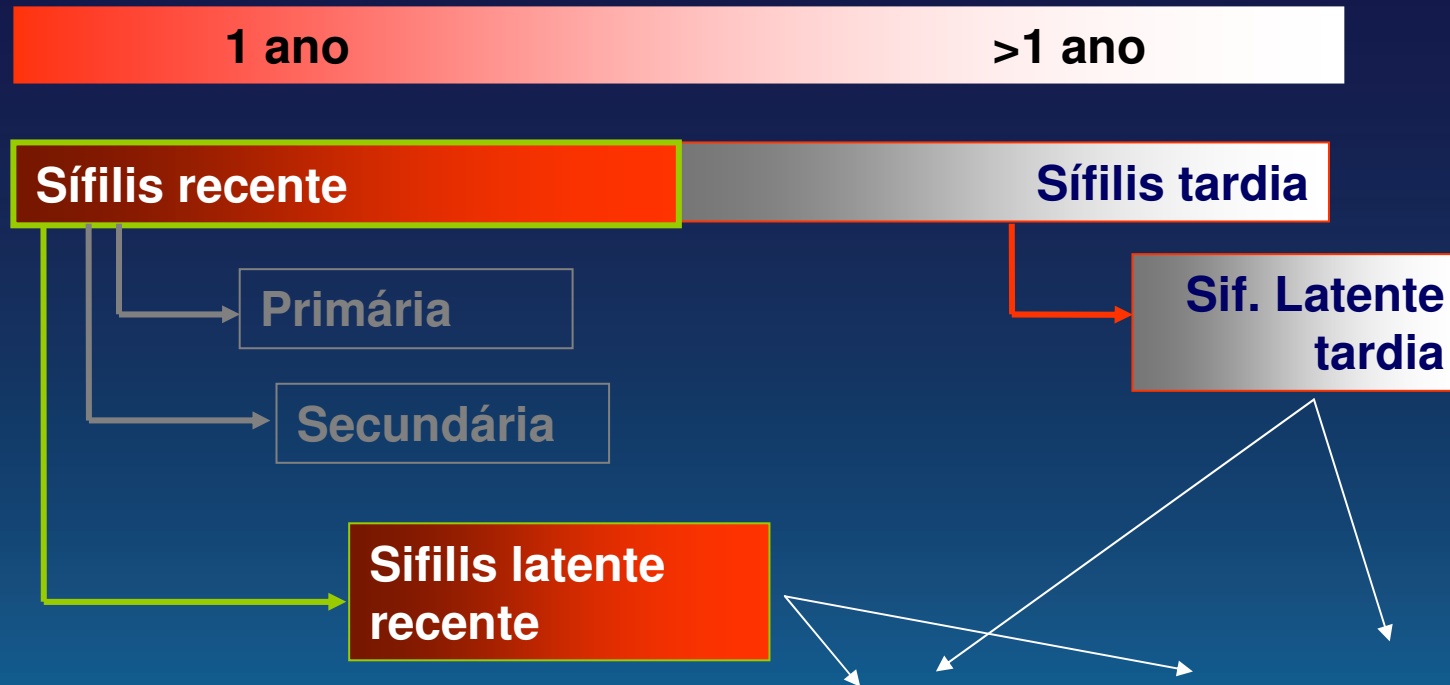 1 ano >1 ano
Sífilis recente Sífilis tardia
Primária
Sif. Latente
tardia
Secundária
Sifilis latente
recente